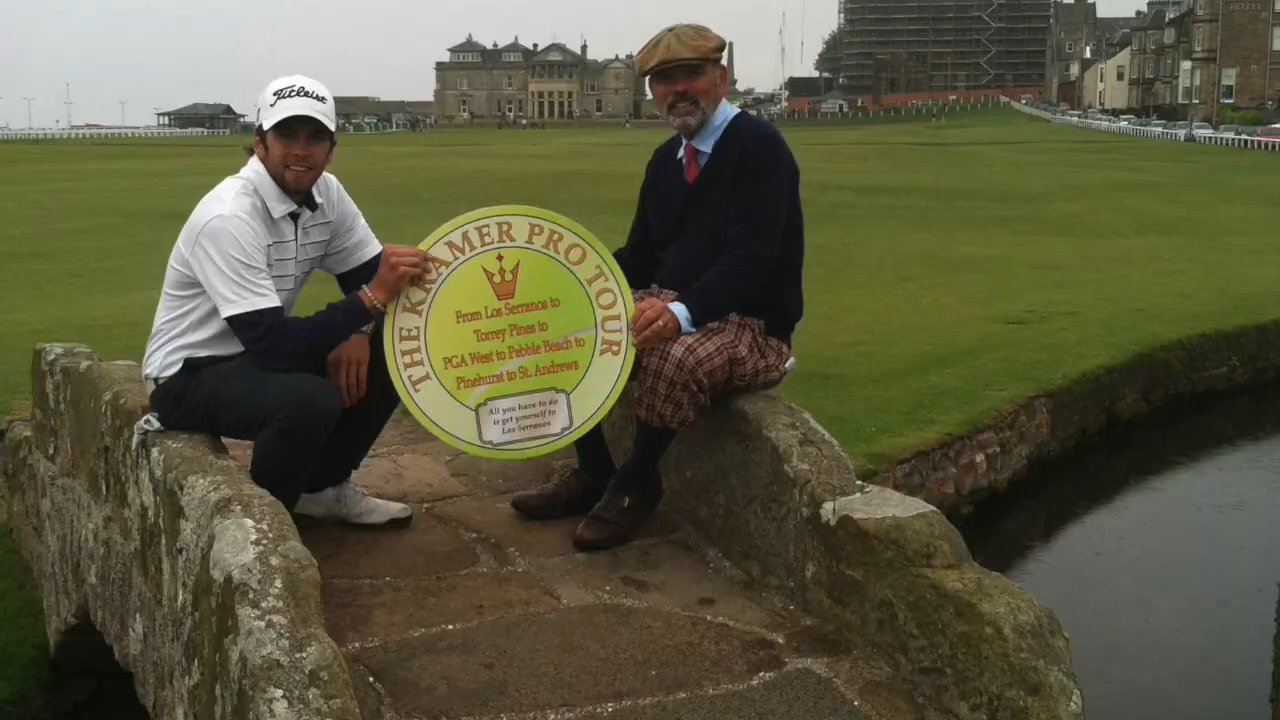 Titleist
HOTEL
THE KRAMER PRO TOUR
From Los Serranos to
Torrey Pines to
PGA West to Pebble Beach to
Pinehurst to St. Andrews
All you have to do
is get yourself to
Los Serranos